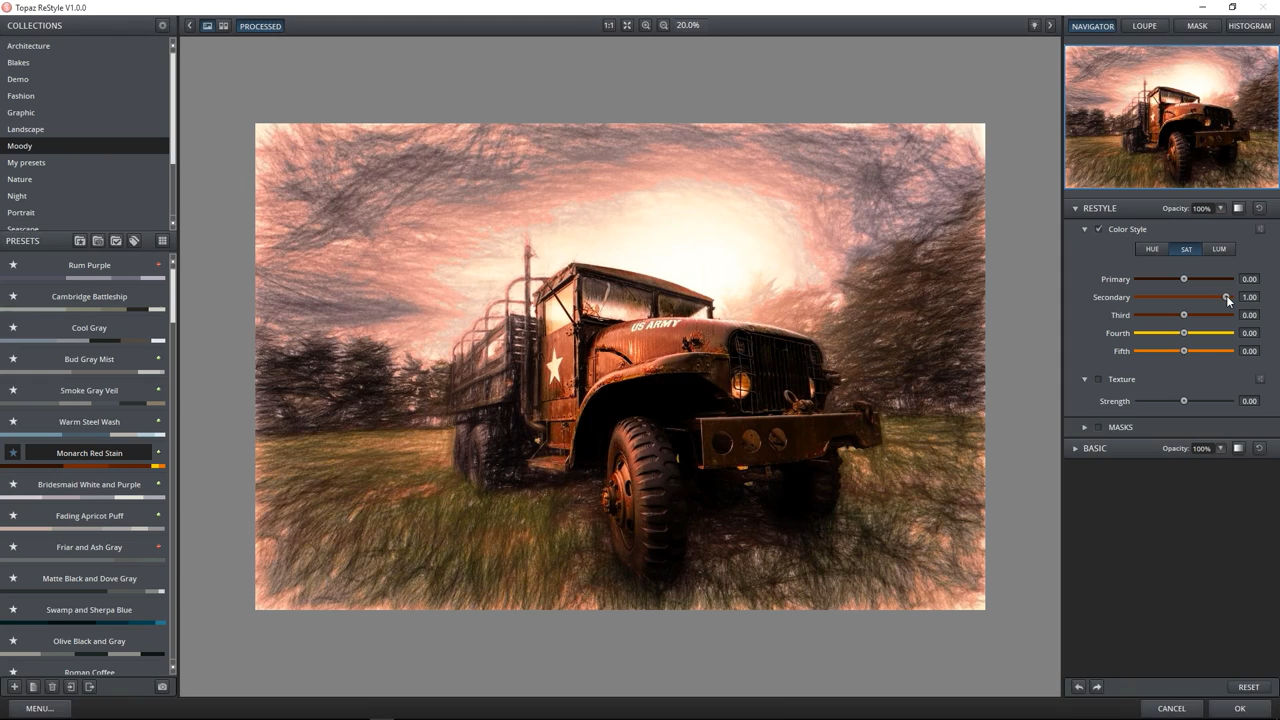 Topaz ReStyle V1.0.0
COLLECTIONS
PROCESSED
1:1
20.0%
NAVIGATOR
LOUPE
MASK
HISTOGRAM
Architecture
Blakes
Demo
Fashion
Graphic
Landscape
Moody
My presets
Nature
Night
Portrait
Seascape
PRESETS
Rum Purple
Cambridge Battleship
Cool Gray
Bud Gray Mist
Smoke Gray Veil
Warm Steel Wash
Monarch Red Stain
Bridesmaid White and Purple
Fading Apricot Puff
Friar and Ash Gray
Matte Black and Dove Gray
Swamp and Sherpa Blue
Olive Black and Gray
Roman Coffee
MENU...
US ARMY
RESTYLE
Opacity: 100%
Color Style
HUE
SAT
LUM
Primary 0.00
Secondary 1.00
Third 0.00
Fourth 0.00
Fifth 0.00
Texture
Strength 0.00
MASKS
BASIC
Opacity: 100%
RESET
CANCEL
OK